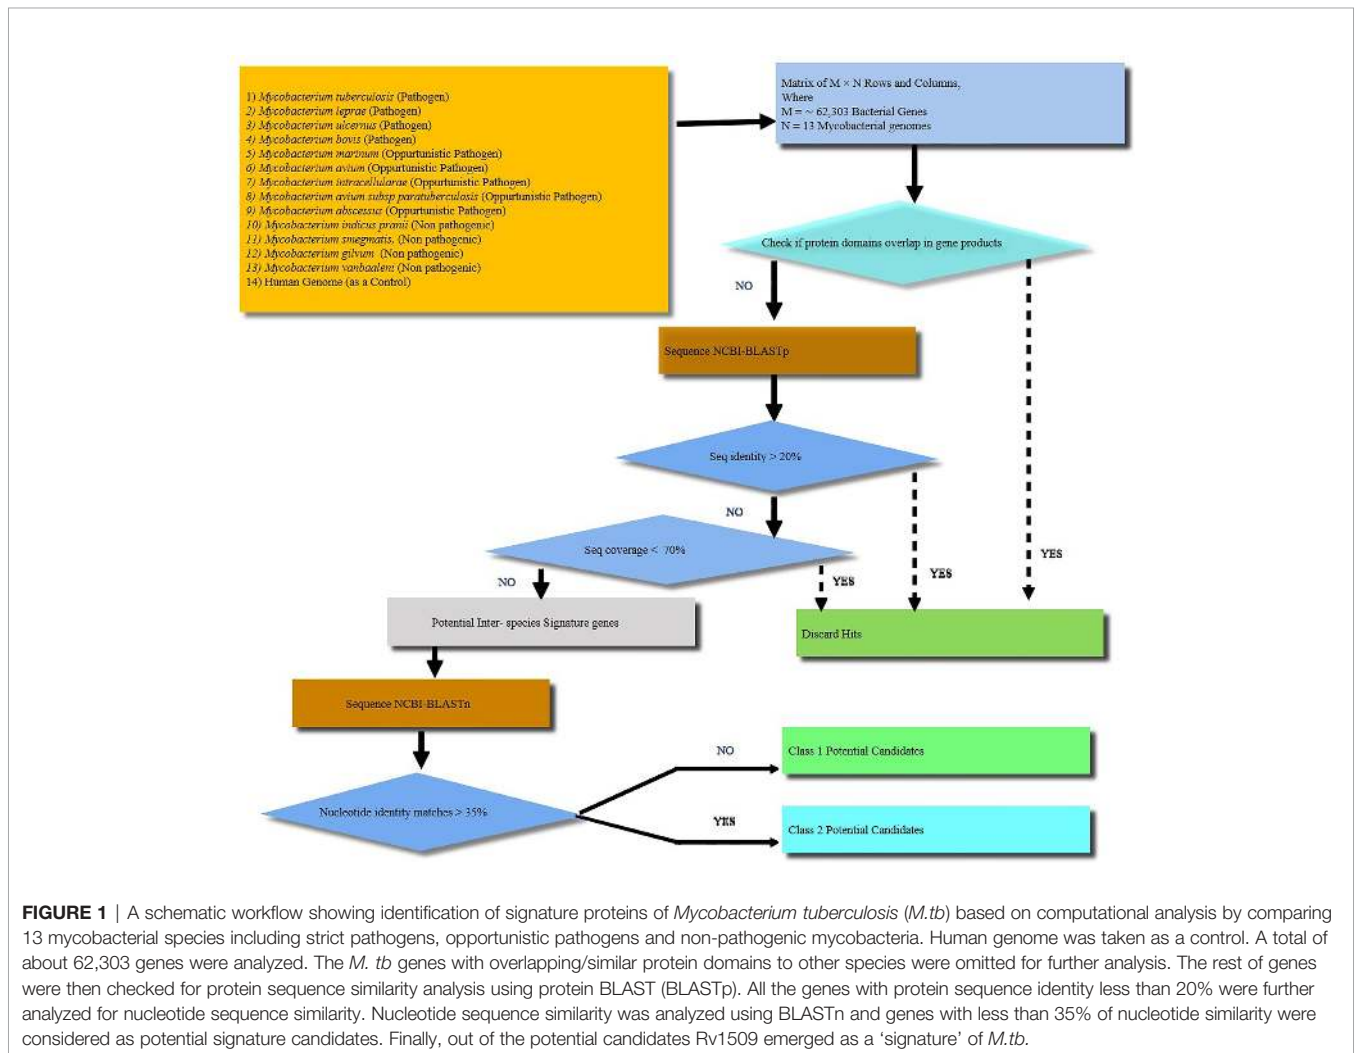 1) Mycobacterium tuberculosis (Pathogen)
2) Mycobacterium leprae (Pathogen)
3) Mycobacterium ulcernus (Pathogen)
4) Mycobacterium bovis (Pathogen)
5) Mycobacterium marinum (Oppurtunistic Pathogen)
6) Mycobacterium avium (Oppurtunistic Pathogen)
7) Mycobacterium intracellularae (Oppurtunistic Pathogen)
8) Mycobacterium avium subsp paratuberculosis (Oppurtunistic Pathogen)
9) Mycobacterium abscessus (Oppurtunistic Pathogen)
10) Mycobacterium indicus pranii (Non pathogenic)
11) Mycobacterium smegmatis. (Non pathogenic)
12) Mycobacterium gilvum (Non pathogenic)
13) Mycobacterium vanbaaleni (Non pathogenic)
14) Human Genome (as a Control)
Matrix of M × N Rows and Columns,
Where
M = ~ 62,303 Bacterial Genes
N = 13 Mycobacterial genomes
Check if protein domains overlap in gene products
NO
Sequence NCBI-BLASTp
Seq identity > 20%
NO
Seq coverage < 70%
NO
YES
YES
YES
Potential Inter- species Signature genes
Discard Hits
Sequence NCBI-BLASTn
Nucleotide identity matches > 35%
NO
Class 1 Potential Candidates
YES
Class 2 Potential Candidates
FIGURE 1 | A schematic workflow showing identification of signature proteins of Mycobacterium tuberculosis (M.tb) based on computational analysis by comparing
13 mycobacterial species including strict pathogens, opportunistic pathogens and non-pathogenic mycobacteria. Human genome was taken as a control. A total of
about 62,303 genes were analyzed. The M. tb genes with overlapping/similar protein domains to other species were omitted for further analysis. The rest of genes
were then checked for protein sequence similarity analysis using protein BLAST (BLASTp). All the genes with protein sequence identity less than 20% were further
analyzed for nucleotide sequence similarity. Nucleotide sequence similarity was analyzed using BLASTn and genes with less than 35% of nucleotide similarity were
considered as potential signature candidates. Finally, out of the potential candidates Rv1509 emerged as a ‘signature’ of M.tb.